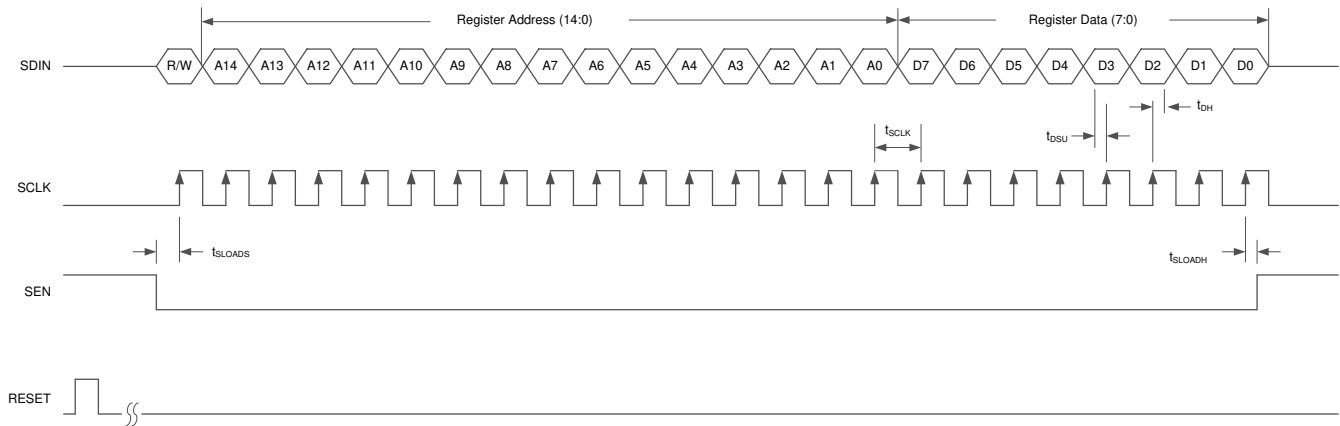 Register Address (14:0)
Register Data (7:0)
SDIN
R/W A14 A13 A12 A11 A10 A9 A8 A7 A6 A5 A4 A3 A2 A1 A0 D7 D6 D5 D4 D3 D2 D1 D0
tDH
tSCLK
tDSU
SCLK
tSLOADS
tSLOADH
SEN
RESET